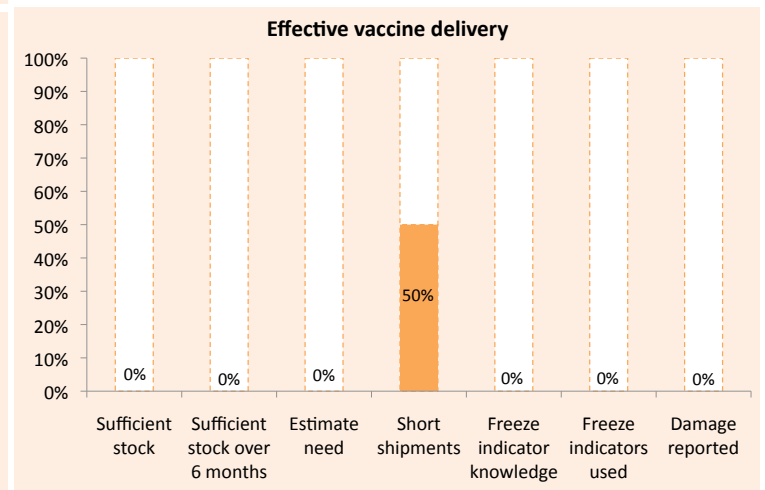 Effective vaccine delivery
100%
90%
80%
70%
60%
50%
40%
30%
20%
10%
0%
0%
0%
0%
50%
0%
0%
0%
Sufficient stock
Sufficient stock over 6 months
Estimate need
Short shipments
Freeze indicator knowledge
Freeze indicators used
Damage reported